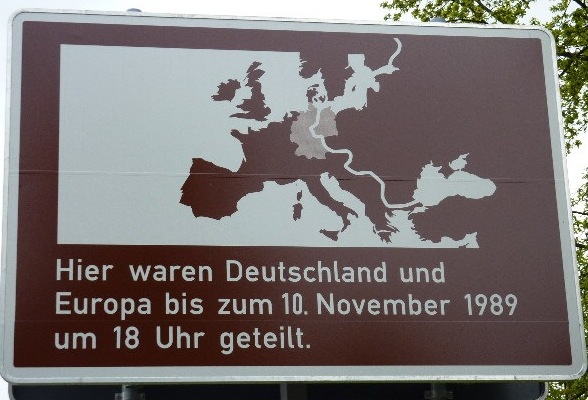 Hier waren Deutschland und
Europa bis zum 10. November 1989
um 18 Uhr geteilt.